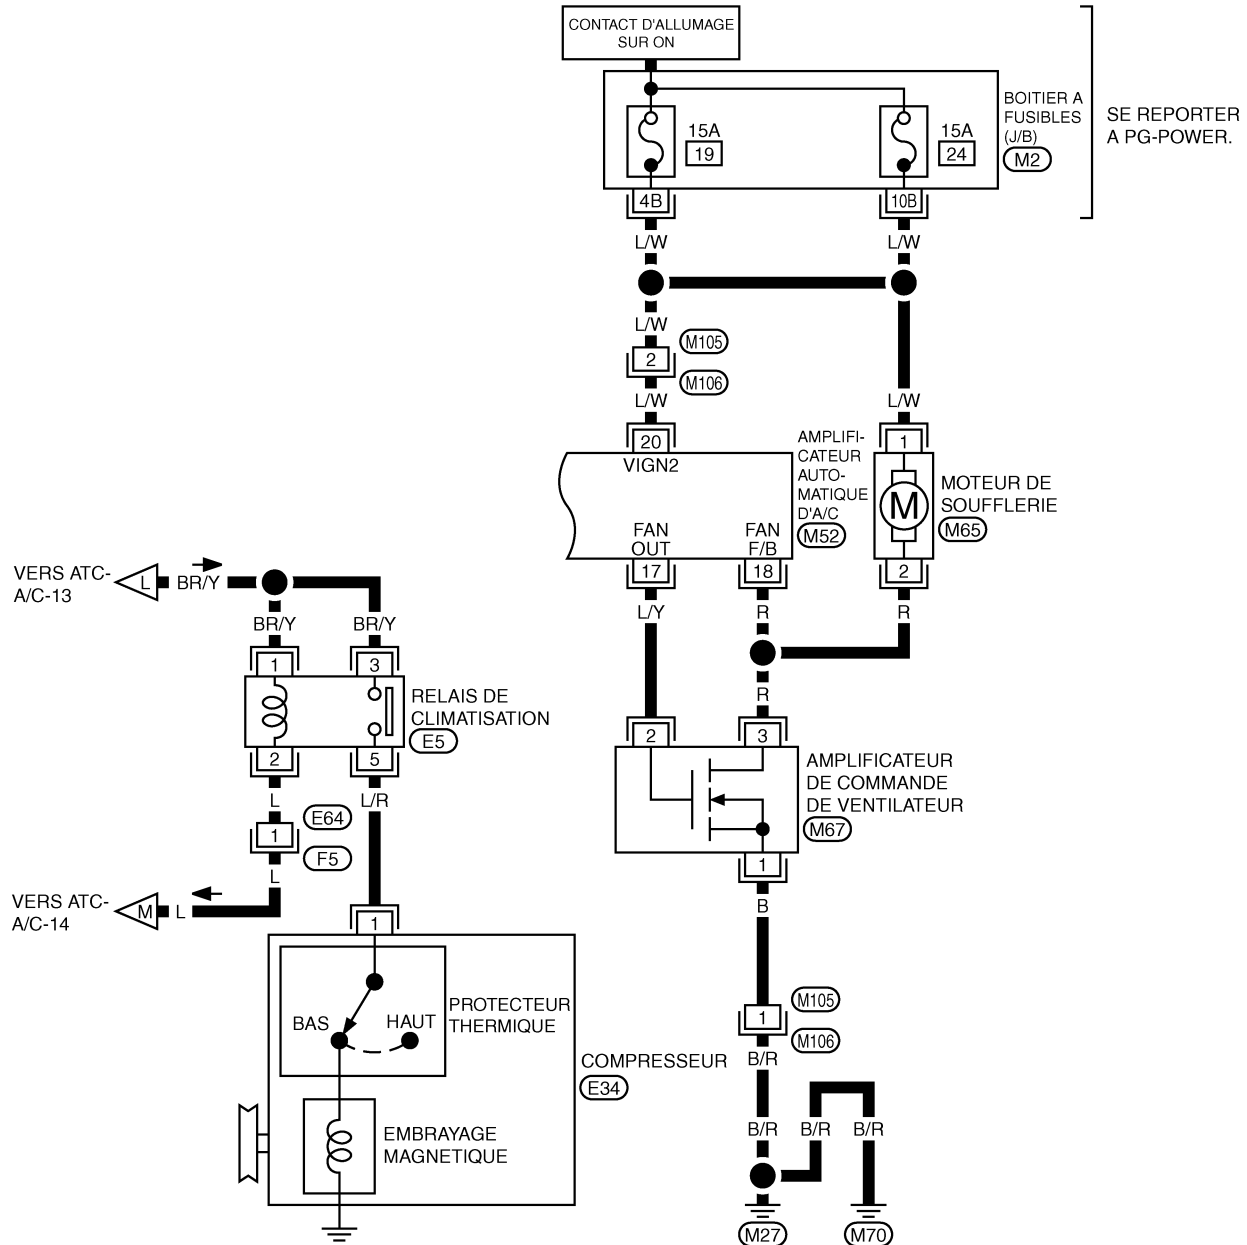 CONTACT D'ALLUMAGE
SUR ON
BOITIER A
FUSIBLES
(J/B)
M2
SE REPORTER
A PG-POWER.
15A
19
15A
24
4B
10B
L/W
L/W
L/W
M105
2
M106
L/W
L/W
20
VIGN2
AMPLIFI-
CATEUR
AUTO-
MATIQUE
D'A/C
M52
1
M
MOTEUR DE
SOUFFLERIE
M65
FAN
OUT
FAN
F/B
17
18
2
L/Y
R
R
R
VERS ATC-
A/C-13
L
BR/Y
BR/Y
BR/Y
1
3
RELAIS DE
CLIMATISATION
E5
2
5
L
L/R
E64
1
F5
L
VERS ATC-
A/C-14
M
L
2
3
AMPLIFICATEUR
DE COMMANDE
DE VENTILATEUR
M67
1
B
1
PROTECTEUR
THERMIQUE
BAS
HAUT
COMPRESSEUR
E34
EMBRAYAGE
MAGNETIQUE
M105
1
M106
B/R
B/R
B/R
B/R
M27
M70